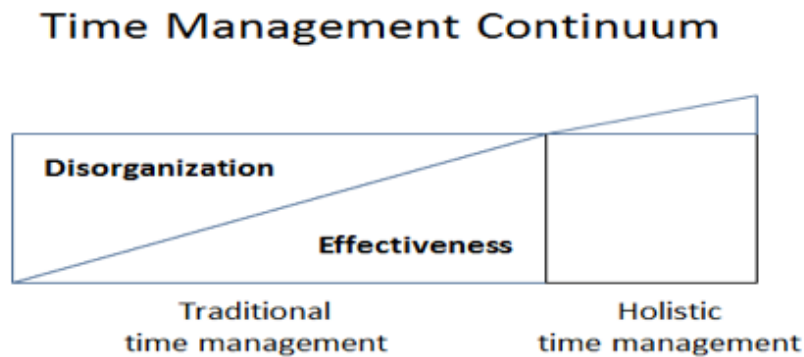 Time Management Continuum
Disorganization
Effectiveness
Traditional
time management
Holistic
time management